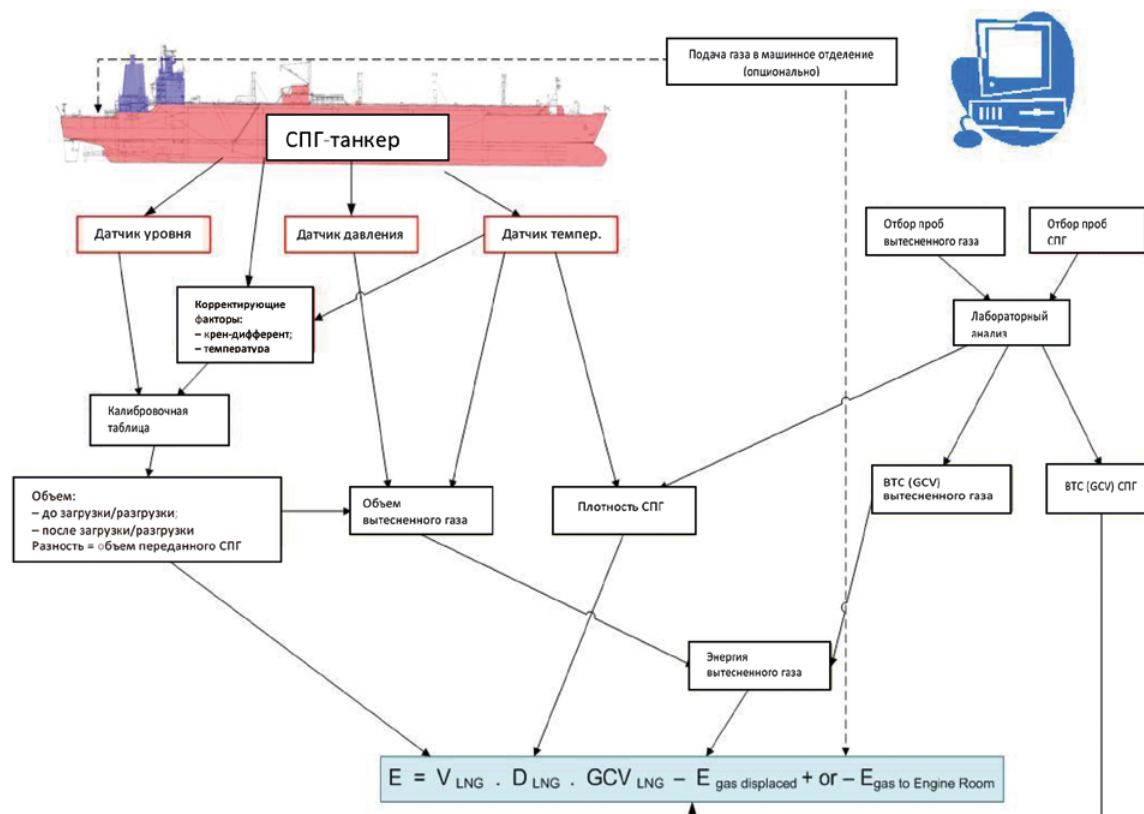 Подача газа в машинное отделение
(опционально)
СПГ-танкер
Датчик уровня
Датчик давления
Датчик темпер.
Отбор проб
вытесненного газа
Отбор проб
СПГ
Корректирующие
факторы:
– крен-дифферент;
– температура
Лабораторный
анализ
Калибровочная
таблица
Объем:
– до загрузки/разгрузки;
– после загрузки/разгрузки
Разность = объем переданного СПГ
Объем
вытесненного газа
Плотность СПГ
ВТС (GCV)
вытесненного газа
ВТС (GCV) СПГ
Энергия
вытесненного газа
E = V LNG . D LNG . GCV LNG – E gas displaced + or – E gas to Engine Room